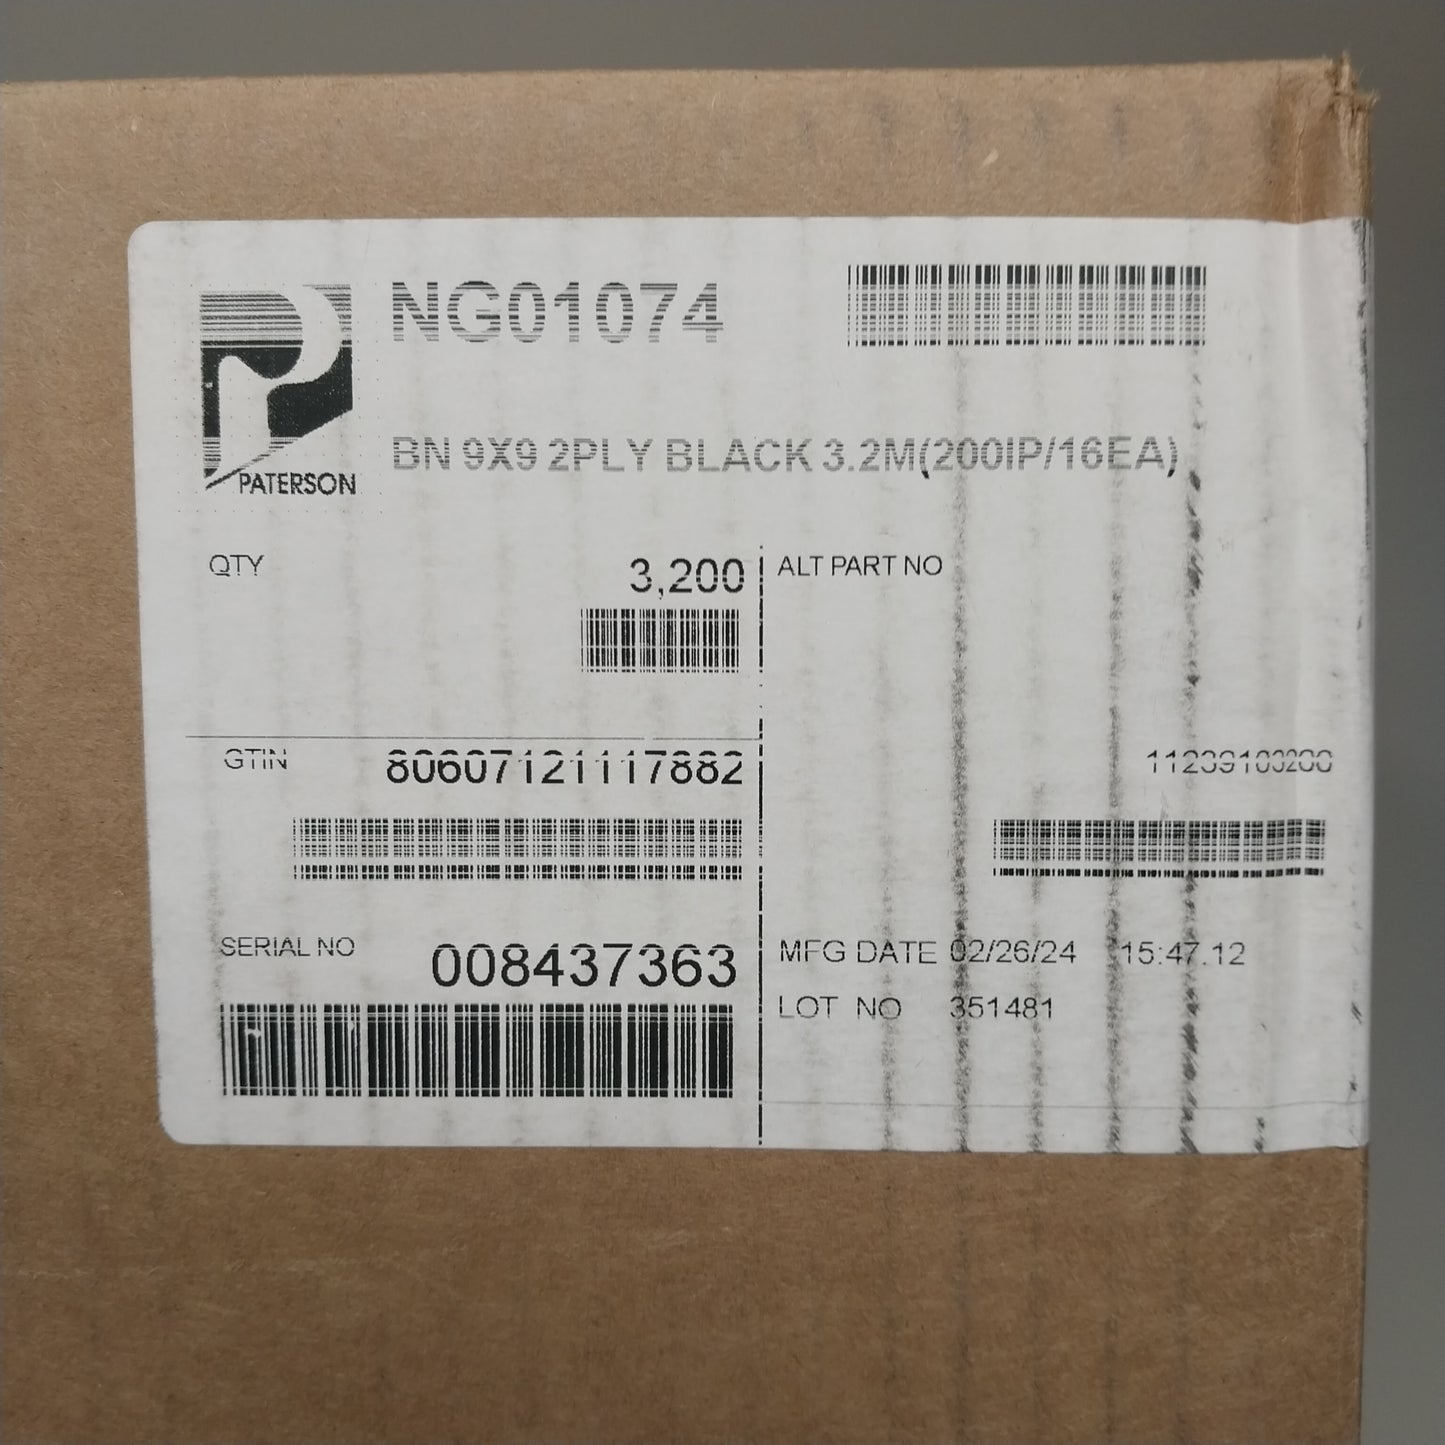 NG01074
BN 9X9 2PLY BLACK 3.2M(200IP/16EA)
PATERSON
QTY
3,200
ALT PART NO
GTIN
80607121117882
11239103200
SERIAL NO
008437363
MFG DATE 02/26/24 15:47.12
LOT NO 351481